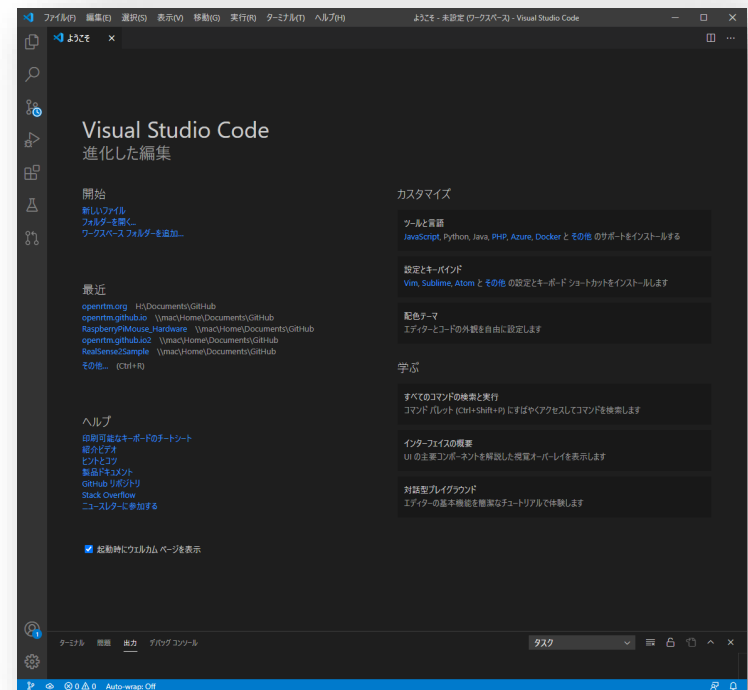 ファイル(F) 編集(E) 選択(S) 表示(V) 移動(G) 実行(R) ターミナル(T) ヘルプ(H) ようこそ - 未設定 (ワークスペース) - Visual Studio Code
ようこそ
Visual Studio Code
進化した編集
開始
新しいファイル
フォルダーを開く...
ワークスペース フォルダーを追加...
最近
openrtm.org H:\Documents\GitHub
openrtm.github.io \\mac\Home\Documents\GitHub
RaspberryPiMouse_Hardware \\mac\Home\Documents\GitHub
openrtm.github.io2 \\mac\Home\Documents\GitHub
RealSense2Sample \\mac\Home\Documents\GitHub
その他... (Ctrl+R)
ヘルプ
印刷可能なキーボードのチートシート
紹介ビデオ
ヒントとコツ
製品ドキュメント
GitHub リポジトリ
Stack Overflow
ニュースレターに参加する
起動時にウェルカム ページを表示
カスタマイズ
ツールと言語
JavaScript, Python, Java, PHP, Azure, Docker と その他 のサポートをインストールする
設定とキーバインド
Vim, Sublime, Atom と その他 の設定とキーボード ショートカットをインストールします
配色テーマ
エディターとコードの外観を自由に設定します
学ぶ
すべてのコマンドの検索と実行
コマンド パレット (Ctrl+Shift+P) にすばやくアクセスしてコマンドを検索します
インターフェイスの概要
UI の主要コンポーネントを解説した視覚オーバーレイを表示します
対話型プレイグラウンド
エディターの基本機能を簡潔なチュートリアルで体験します
1
ターミナル 問題 出力 デバッグ コンソール タスク
0 0 Auto-wrap: Off